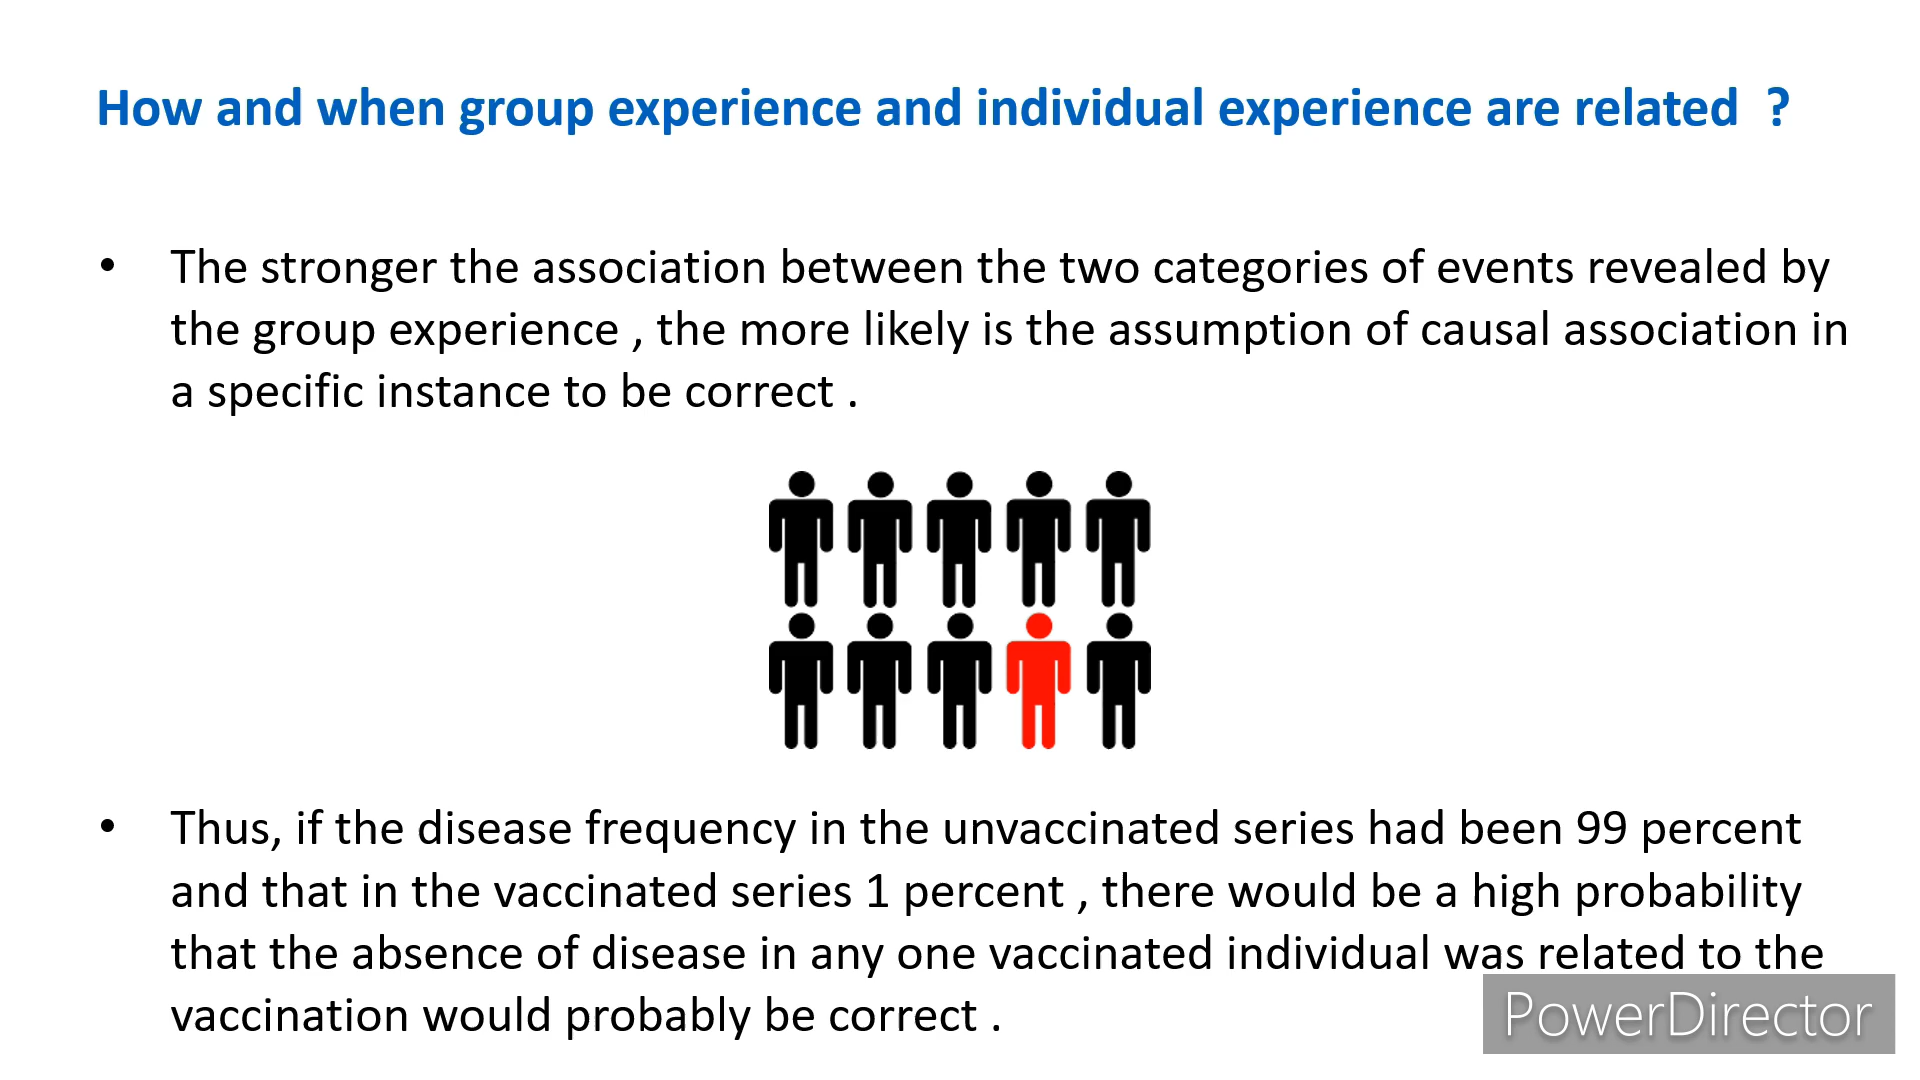 How and when group experience and individual experience are related  ?
• The stronger the association between the two categories of events revealed by
the group experience , the more likely is the assumption of causal association in
a specific instance to be correct .
• Thus, if the disease frequency in the unvaccinated series had been 99 percent
and that in the vaccinated series 1 percent , there would be a high probability
that the absence of disease in any one vaccinated individual was related to the
vaccination would probably be correct .
PowerDirector